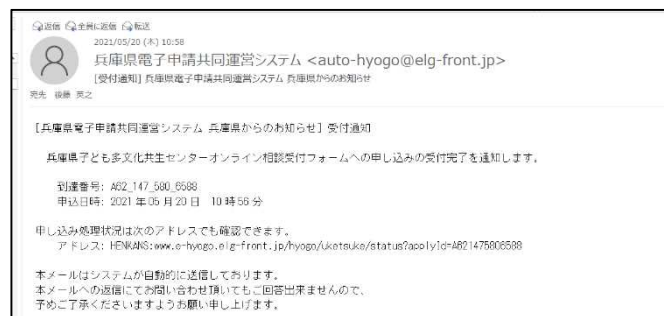 返信 全員に返信 転送
2021/05/20 (木) 10:58
兵庫県電子申請共同運営システム <auto-hyogo@elg-front.jp>
[受付通知] 兵庫県電子申請共同運営システム 兵庫県からのお知らせ
宛先 後藤 英之
[兵庫県電子申請共同運営システム 兵庫県からのお知らせ] 受付通知
兵庫県子ども多文化共生センターオンライン相談受付フォームへの申し込みの受付完了を通知します。
到達番号: A62_147_580_6588
申込日時: 2021 年 05 月 20 日 10 時 56 分
申し込み処理状況は次のアドレスでも確認できます。
アドレス: HENKANS:www.e-hyogo.elg-front.jp/hyogo/uketsuke/status?applyId=A621475806588
本メールはシステムが自動的に送信しております。
本メールへの返信にてお問い合わせ頂いてもご回答出来ませんので、
予めご了承くださいますようお願い申し上げます。